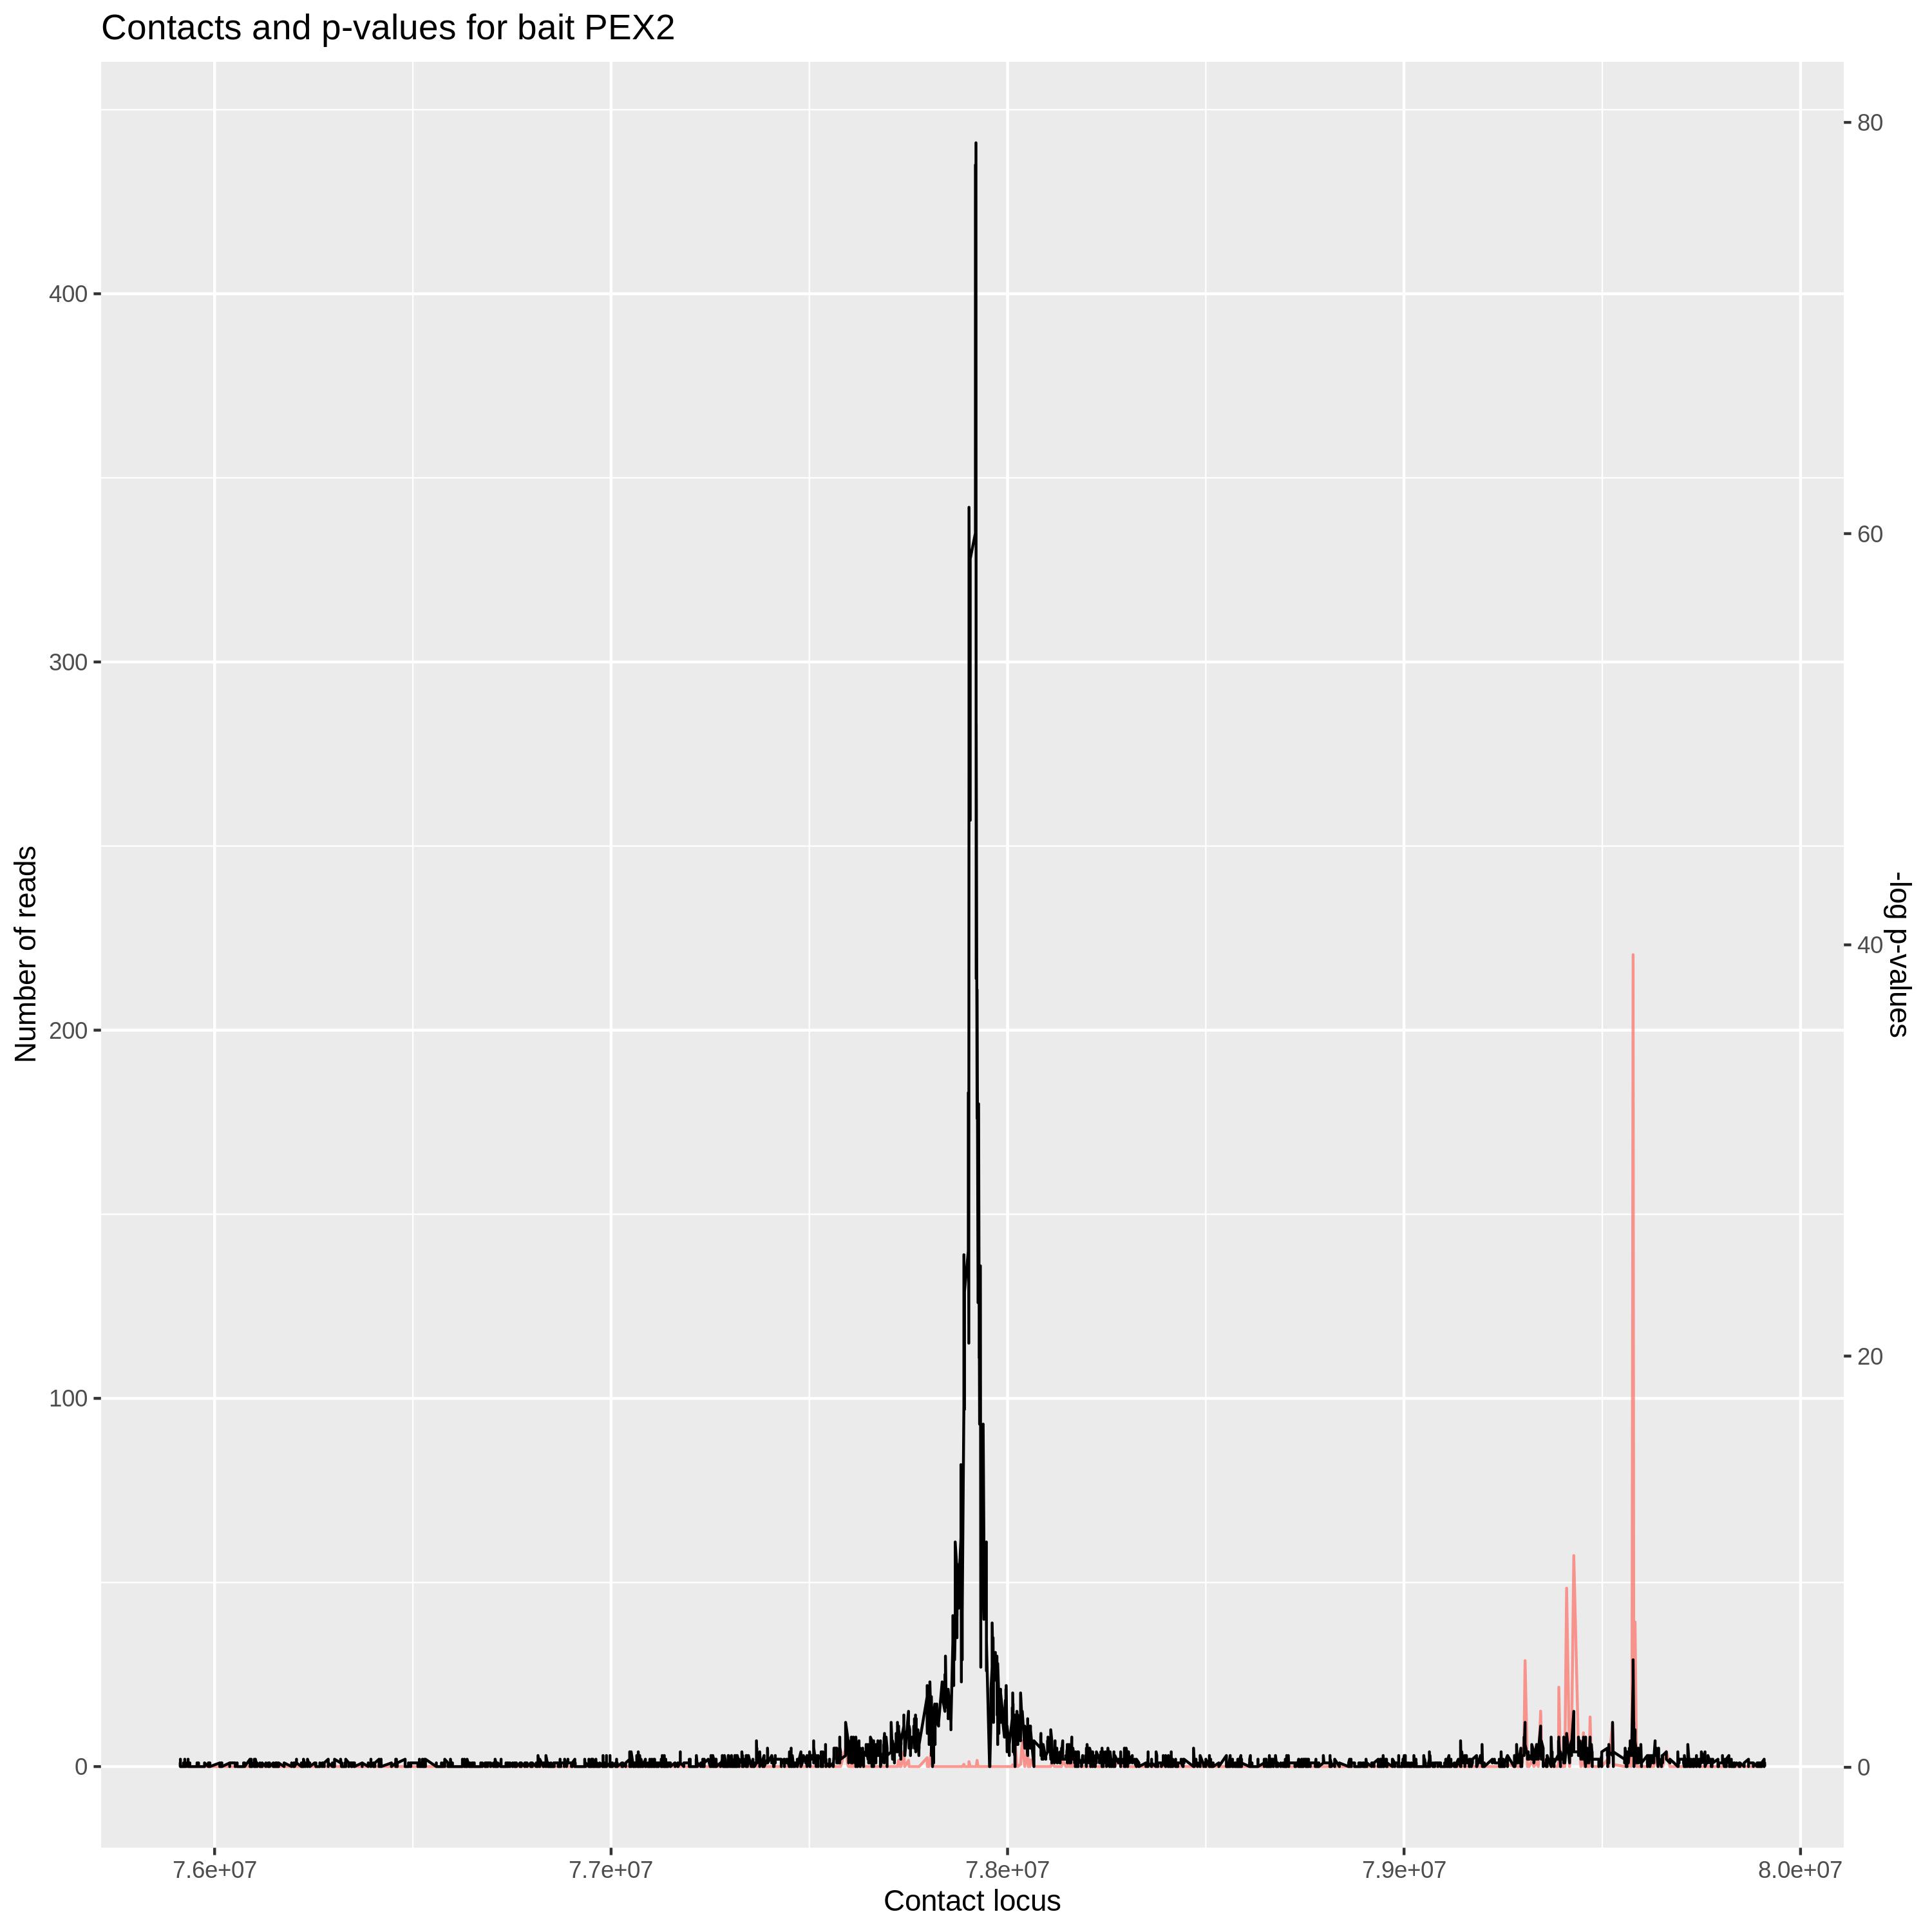 Contacts and p-values for bait PEX2
Number of reads
400
300
200
100
0
80
60
40
20
0
-log p-values
7.6e+07
7.7e+07
7.8e+07
7.9e+07
8.0e+07
Contact locus